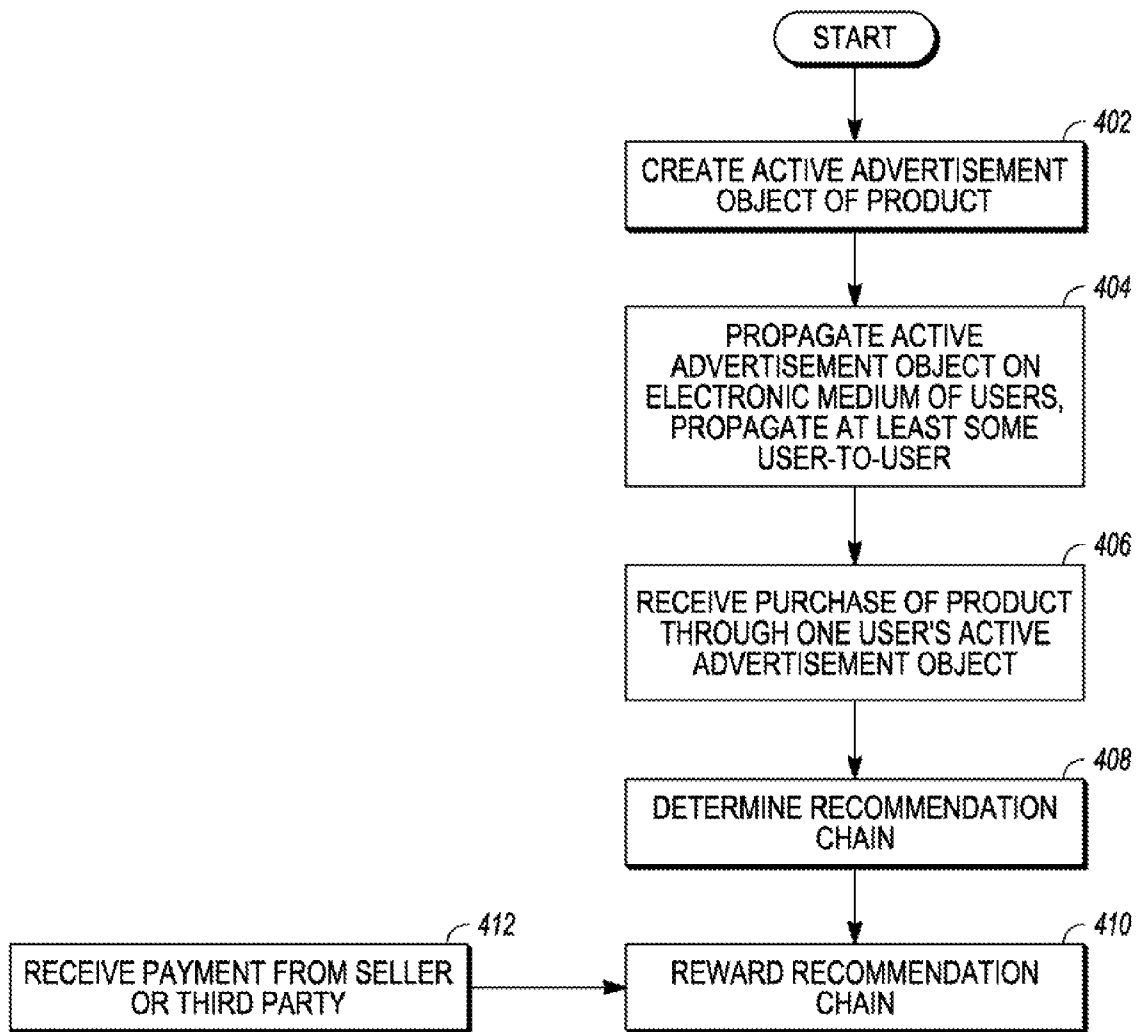 START
402
CREATE ACTIVE ADVERTISEMENT
OBJECT OF PRODUCT
404
PROPAGATE ACTIVE
ADVERTISEMENT OBJECT ON
ELECTRONIC MEDIUM OF USERS,
PROPAGATE AT LEAST SOME
USER-TO-USER
406
RECEIVE PURCHASE OF PRODUCT
THROUGH ONE USER'S ACTIVE
ADVERTISEMENT OBJECT
408
DETERMINE RECOMMENDATION
CHAIN
412
RECEIVE PAYMENT FROM SELLER
OR THIRD PARTY
410
REWARD RECOMMENDATION
CHAIN